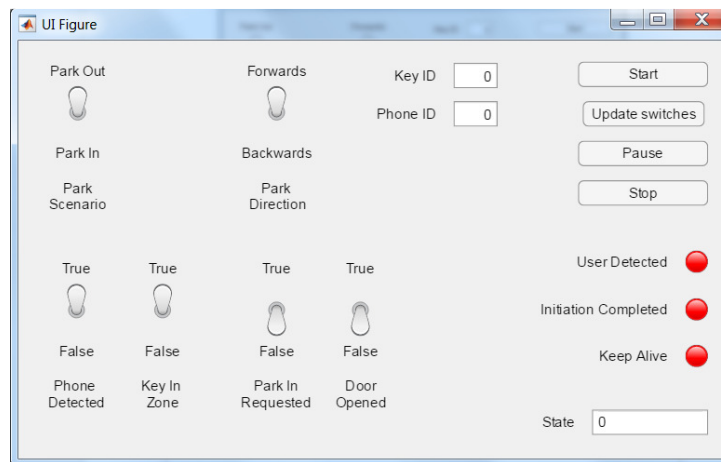 UI Figure
Park Out
Forwards
Key ID 0
Start
Phone ID 0
Update switches
Park In
Backwards
Pause
Park
Scenario
Park
Direction
Stop
True
True
True
True
User Detected
Initiation Completed
False
False
False
False
Keep Alive
Phone
Detected
Key In
Zone
Park In
Requested
Door
Opened
State 0